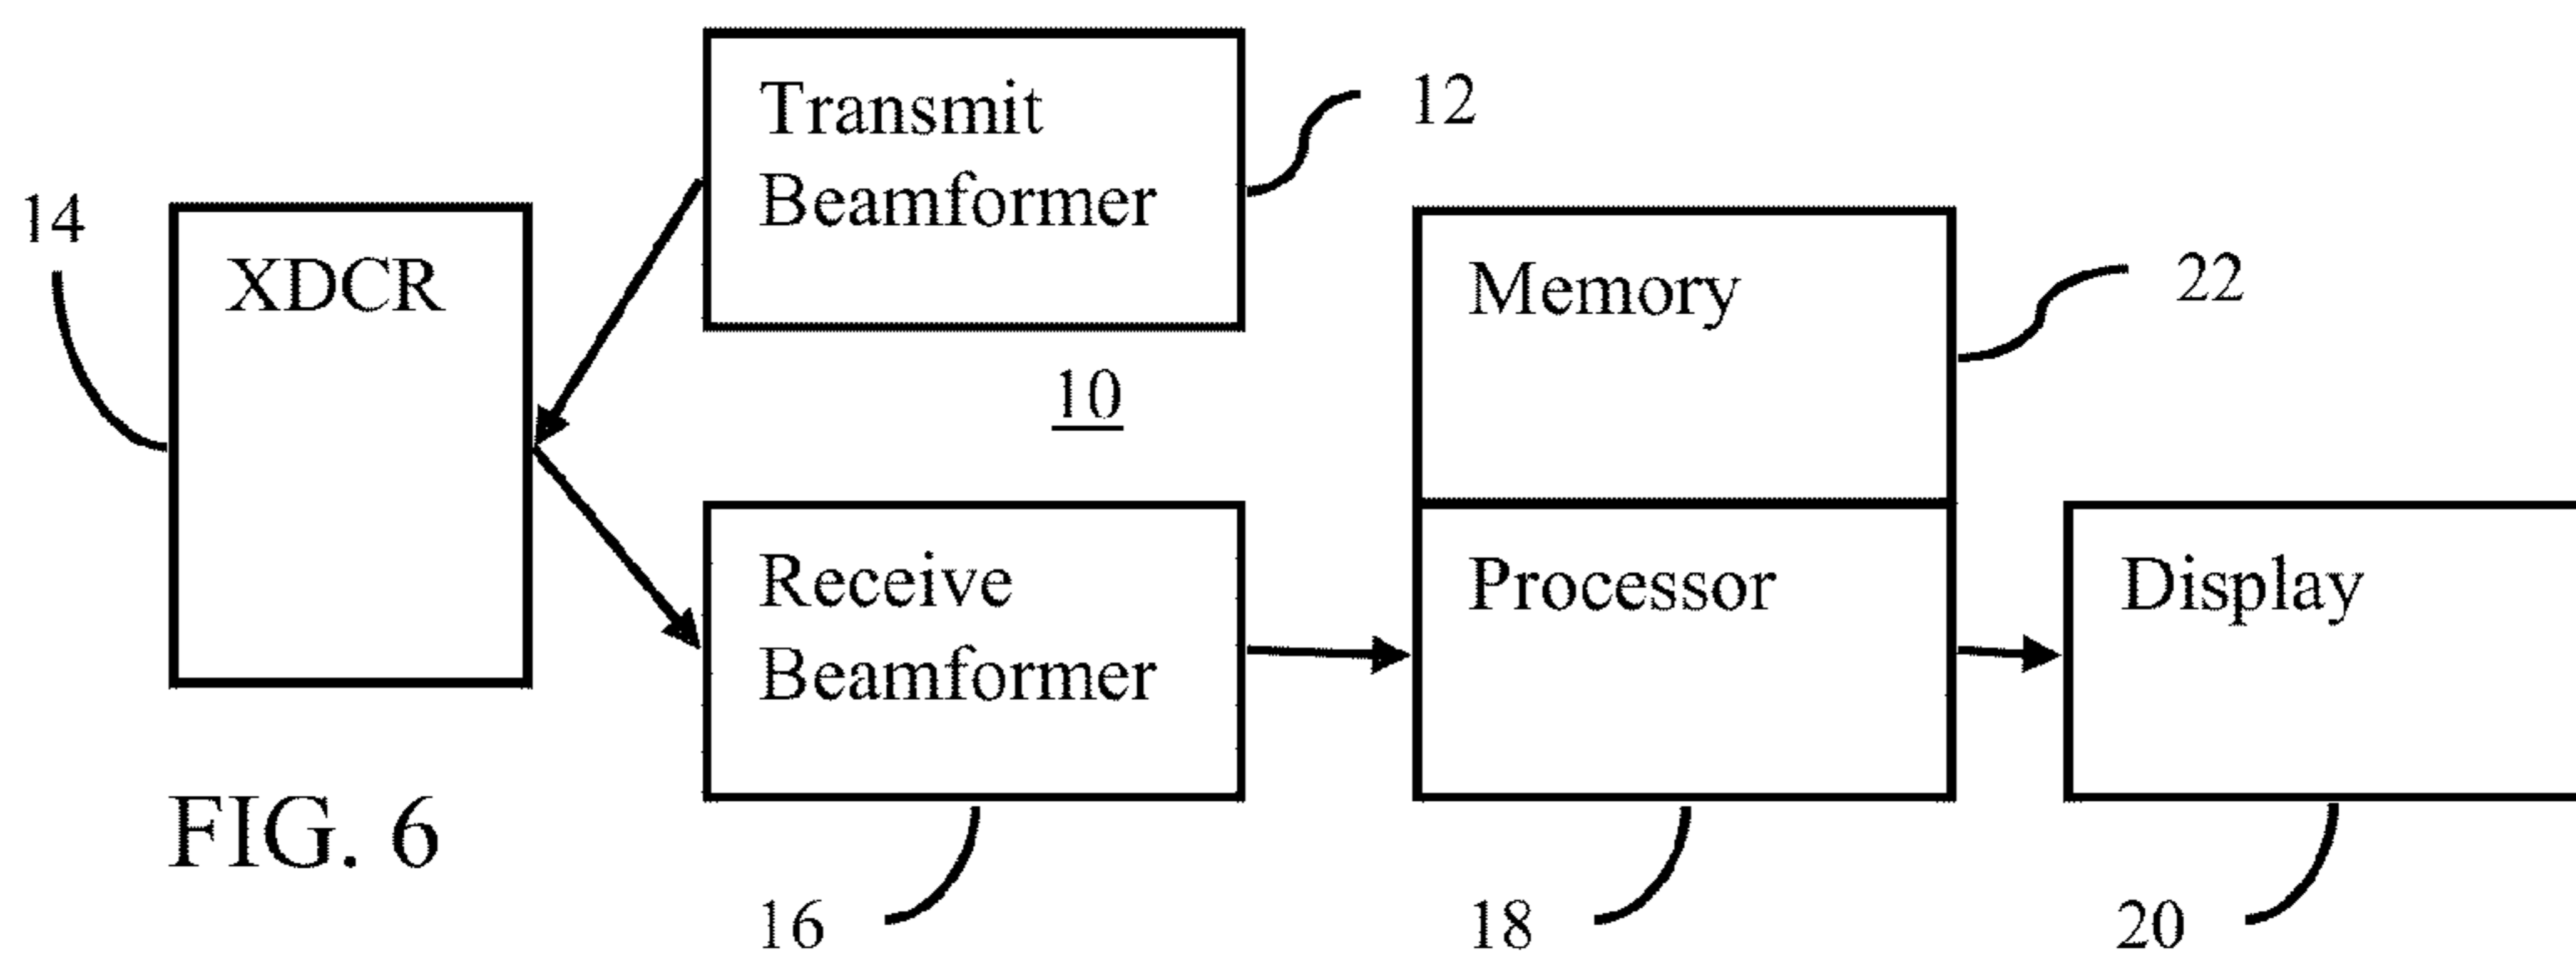 Transmit
Beamformer
12
14
XDCR
Memory
22
10
Receive
Beamformer
Processor
Display
FIG. 6
16
18
20